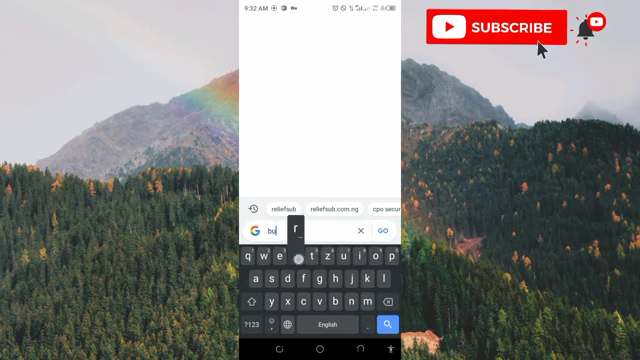 9:32 AM
SUBSCRIBE
reliefsub reliefsub.com.ng cpo secur
bu GO
r
q w e t z u i o p
a s d f g h j k l
y x c v b n m
?123 English .